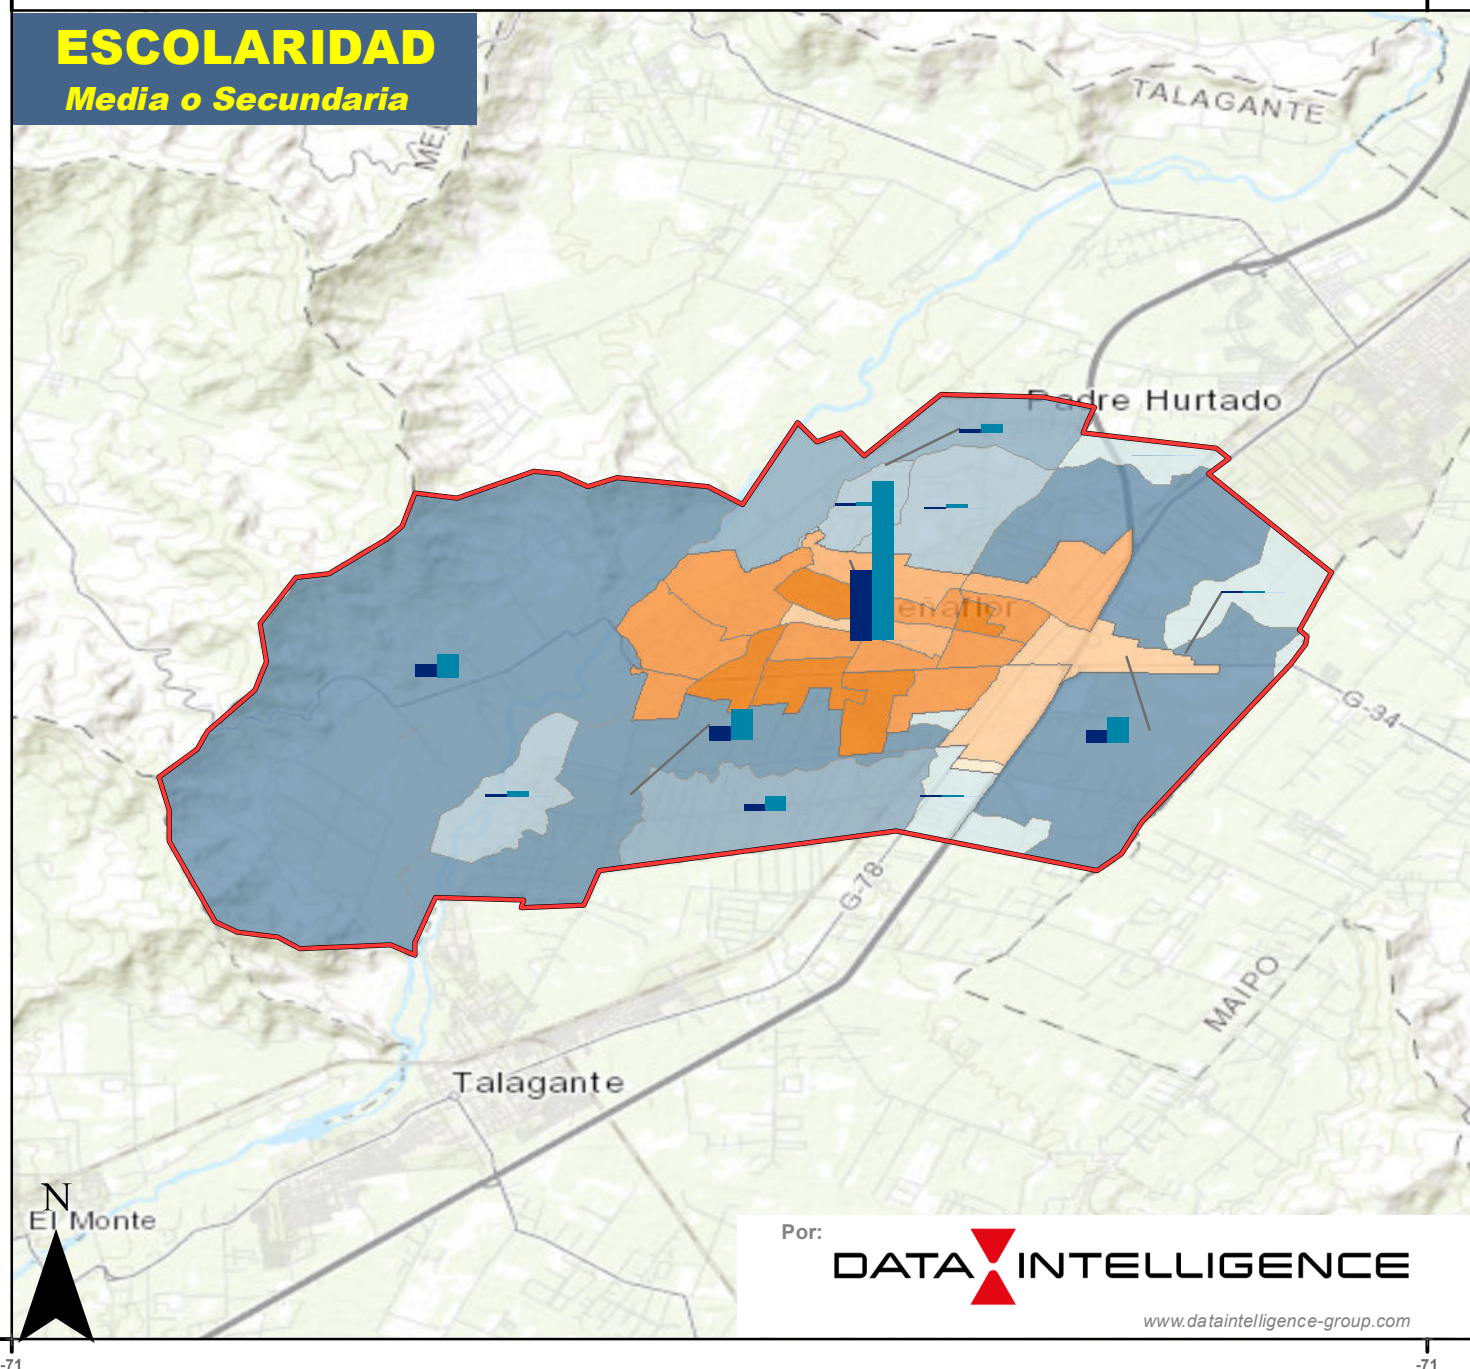 ESCOLARIDAD
Media o Secundaria
TALAGANTE
Padre Hurtado
eñaflor
G-34
G-78
MAIPO
Talagante
N
El Monte
Por:
DATA INTELLIGENCE
www.dataintelligence-group.com
-71
-71